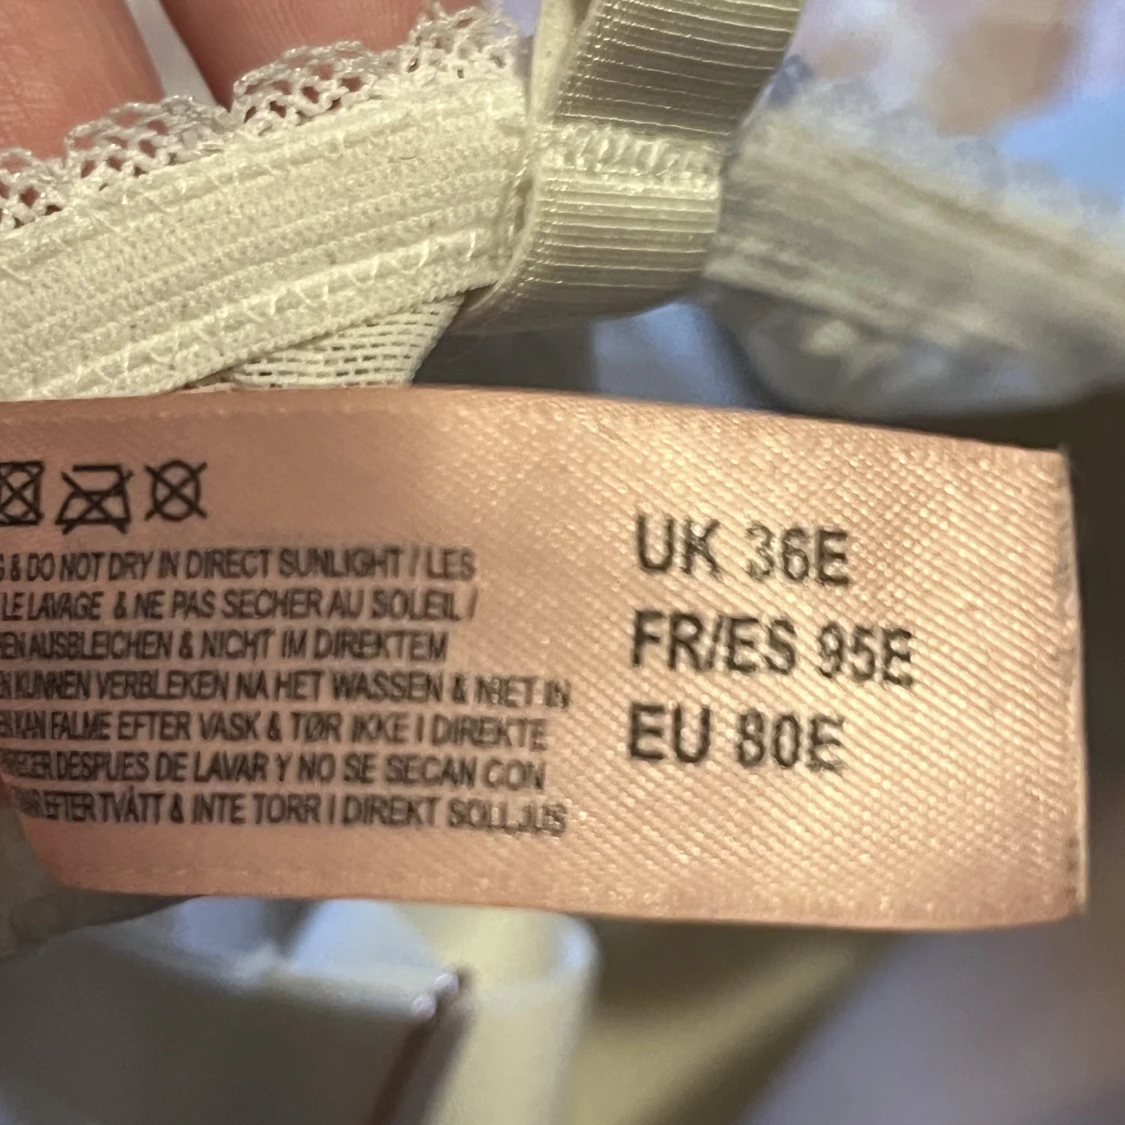 & DO NOT DRY IN DIRECT SUNLIGHT / LES
LE LAVAGE & NE PAS SECHER AU SOLEIL /
AUSBLEICHEN & NICHT IM DIREKTEM
KUNNEN VERBLEKEN NA HET WASSEN & NIET IN
KAN FALME EFTER VASK & TØR IKKE I DIREKTE
DESPUES DE LAVAR Y NO SE SECAN CON
EFTER TVÄTT & INTE TORR I DIREKT SOLLJUS
UK 36E
FR/ES 95E
EU 80E